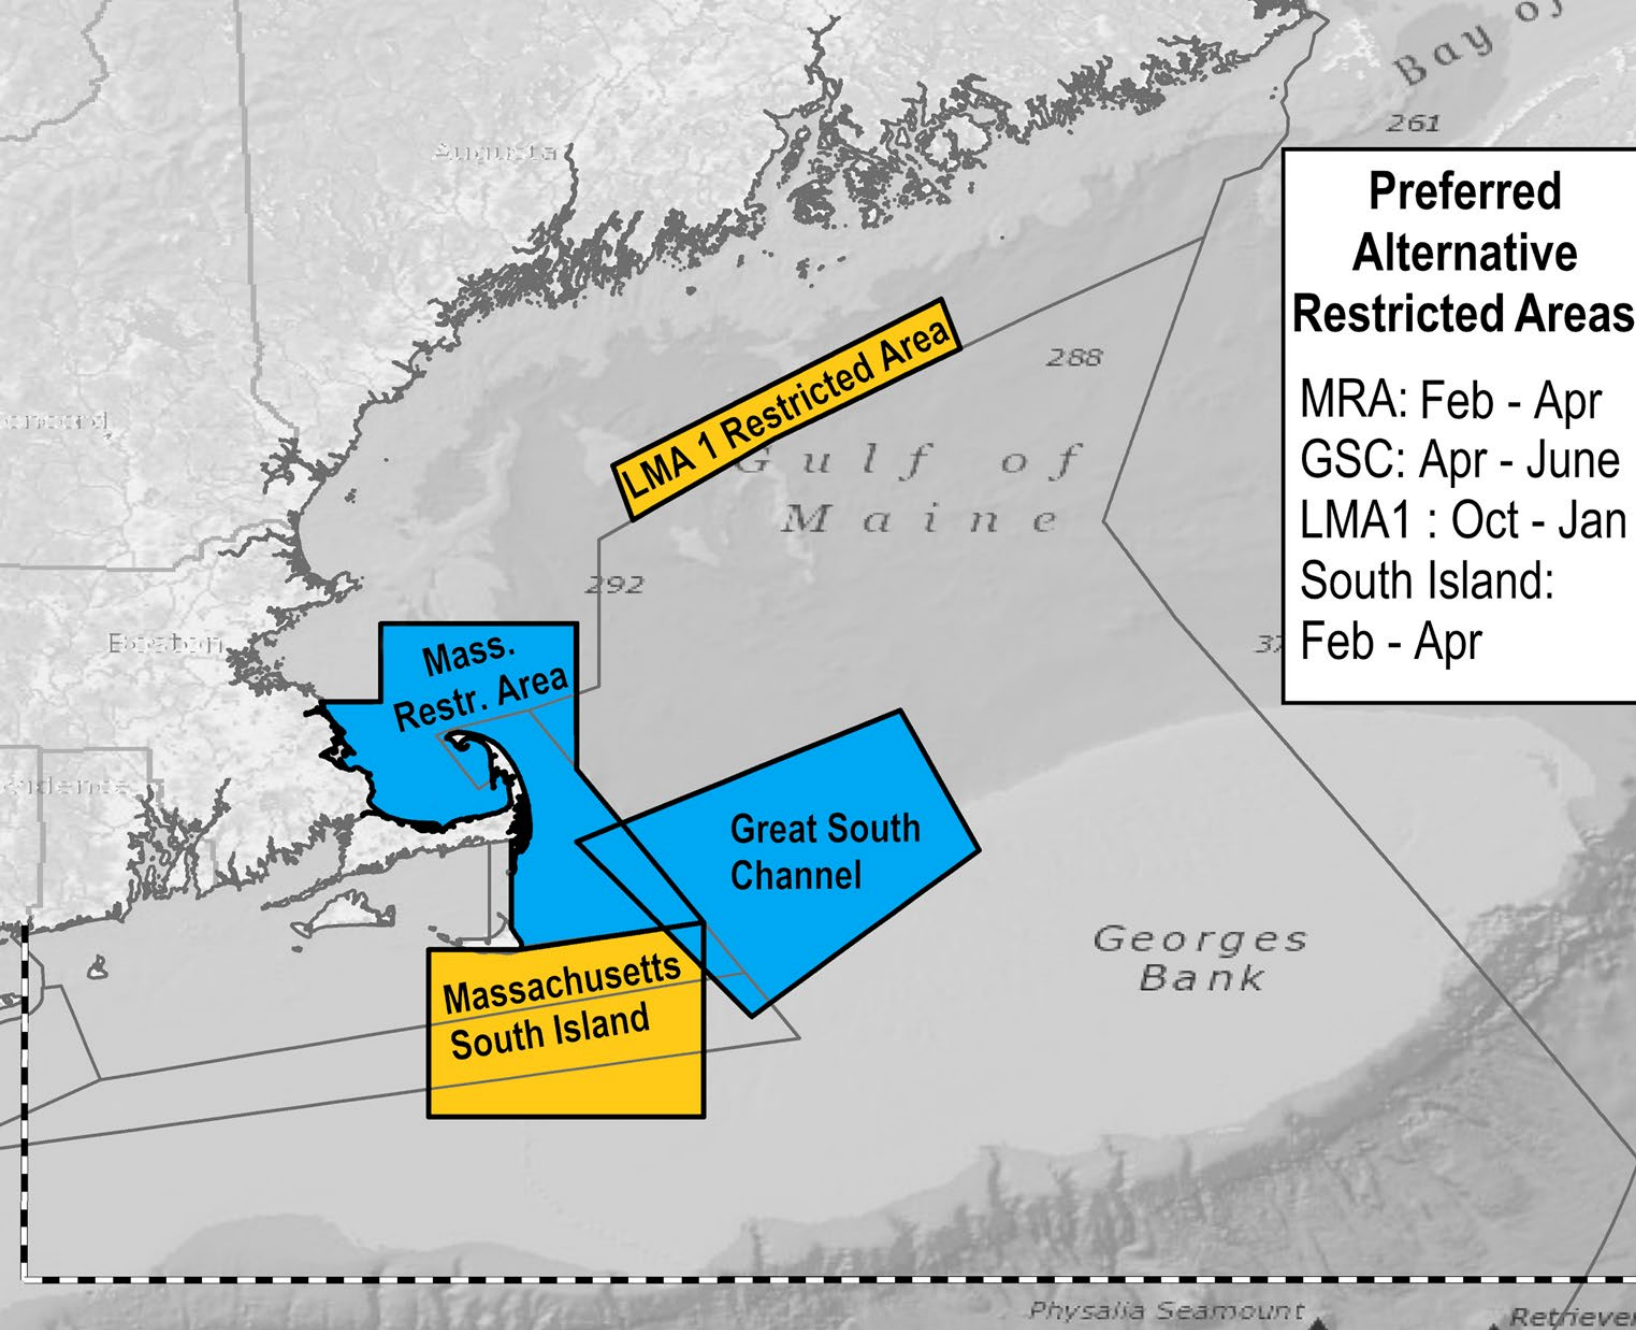 Bay of
261
Augusta
Preferred
Alternative
Restricted Areas
MRA: Feb - Apr
GSC: Apr - June
LMA1 : Oct - Jan
South Island:
Feb - Apr
LMA 1 Restricted Area
288
Gulf of
Maine
292
Boston
Mass.
Restr. Area
Great South
Channel
Georges
Bank
Massachusetts
South Island
Physalia Seamount
Retriever